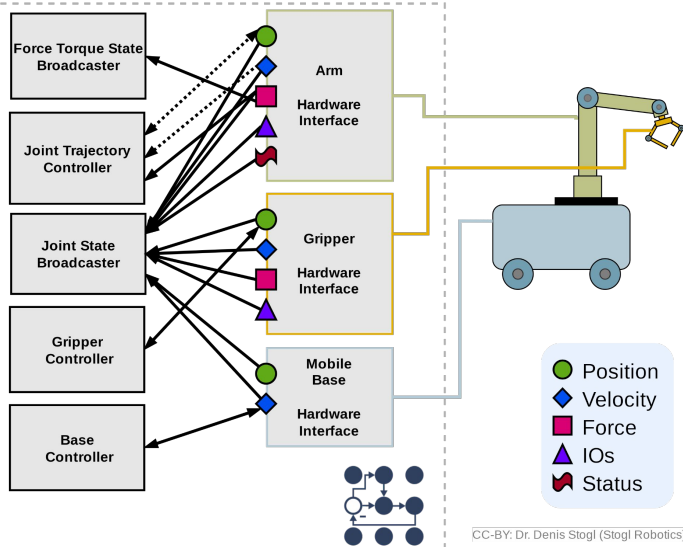 Force Torque State
Broadcaster
Joint Trajectory
Controller
Joint State
Broadcaster
Gripper
Controller
Base
Controller
Arm
Hardware
Interface
Gripper
Hardware
Interface
Mobile
Base
Hardware
Interface
Position
Velocity
Force
IOs
Status
CC-BY: Dr. Denis Stogl (Stogl Robotics)